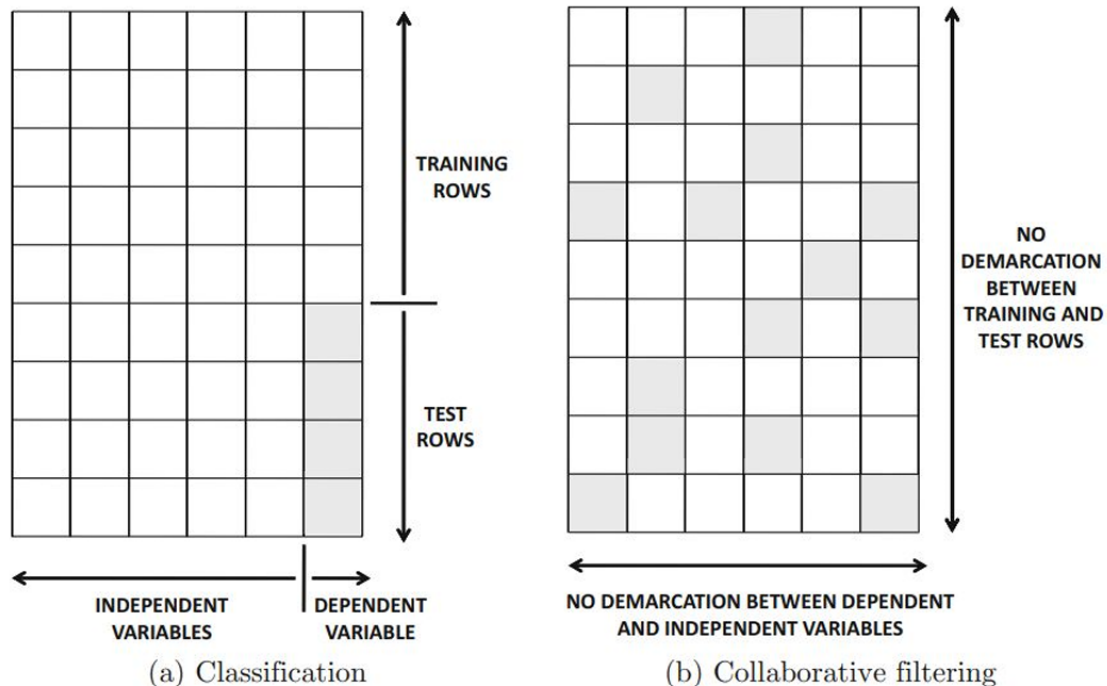 TRAINING
ROWS
TEST
ROWS
INDEPENDENT
VARIABLES
DEPENDENT
VARIABLE
(a) Classification
NO
DEMARCATION
BETWEEN
TRAINING AND
TEST ROWS
NO DEMARCATION BETWEEN DEPENDENT
AND INDEPENDENT VARIABLES
(b) Collaborative filtering